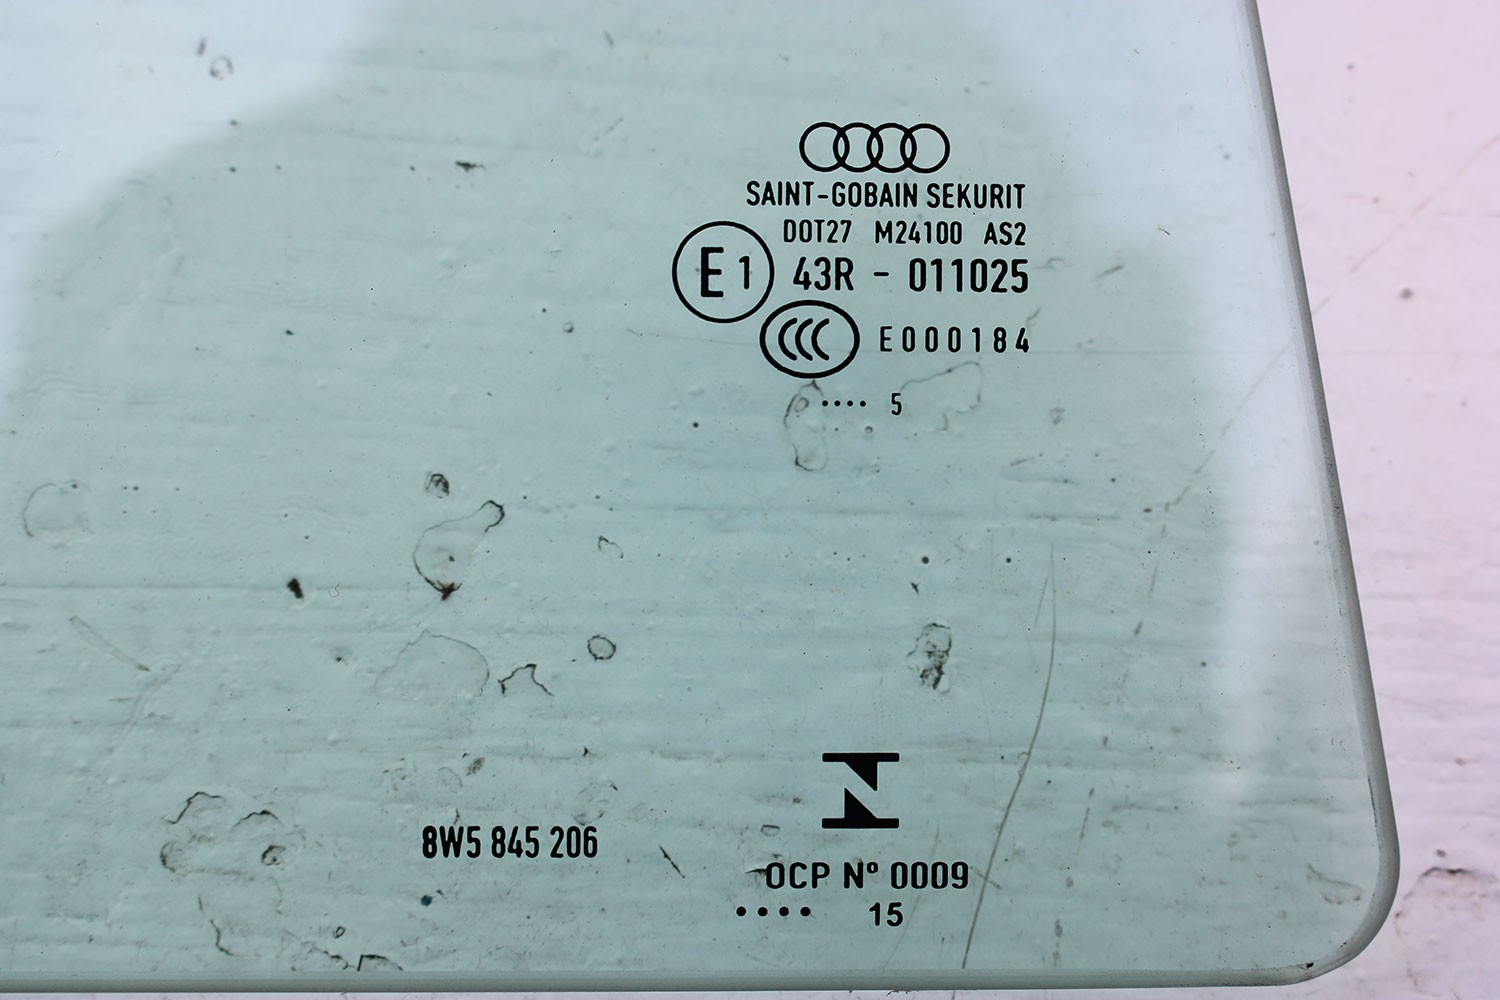 SAINT-GOBAIN SEKURIT
DOT27 M24100 AS2
E1 43R - 011025
CCC E000184
.... 5
8W5 845 206
OCP Nº 0009
.... 15